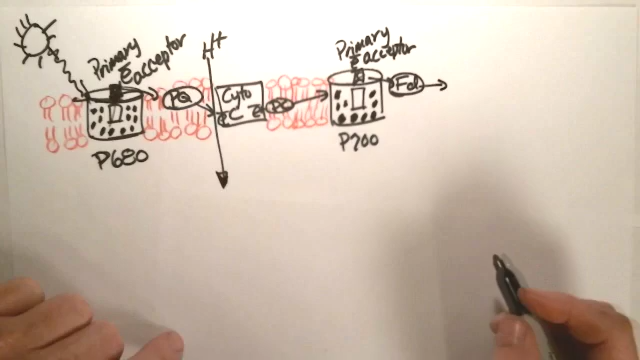 Primary
E acceptor
H+
PQ
Cyto
C
P680
PC
Primary
E acceptor
Fd
P700